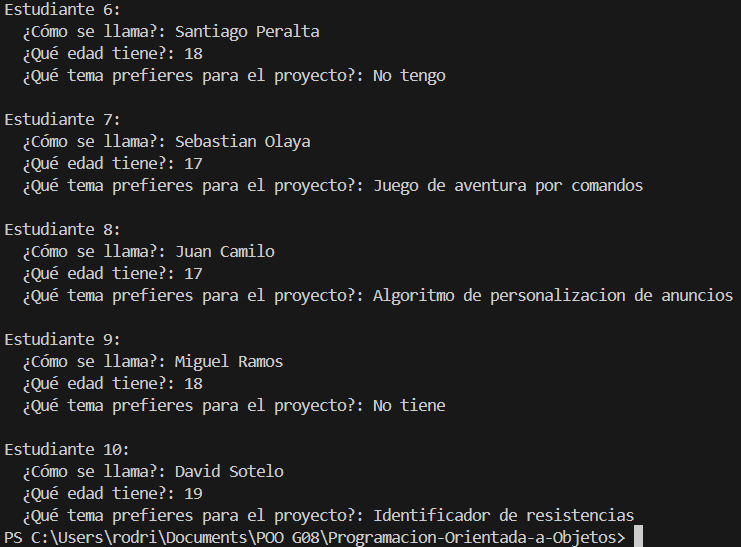 Estudiante 6:
¿Cómo se llama?: Santiago Peralta
¿Qué edad tiene?: 18
¿Qué tema prefieres para el proyecto?: No tengo
Estudiante 7:
¿Cómo se llama?: Sebastian Olaya
¿Qué edad tiene?: 17
¿Qué tema prefieres para el proyecto?: Juego de aventura por comandos
Estudiante 8:
¿Cómo se llama?: Juan Camilo
¿Qué edad tiene?: 17
¿Qué tema prefieres para el proyecto?: Algoritmo de personalizacion de anuncios
Estudiante 9:
¿Cómo se llama?: Miguel Ramos
¿Qué edad tiene?: 18
¿Qué tema prefieres para el proyecto?: No tiene
Estudiante 10:
¿Cómo se llama?: David Sotelo
¿Qué edad tiene?: 19
¿Qué tema prefieres para el proyecto?: Identificador de resistencias
PS C:\Users\rodri\Documents\POO G08\Programacion-Orientada-a-Objetos>